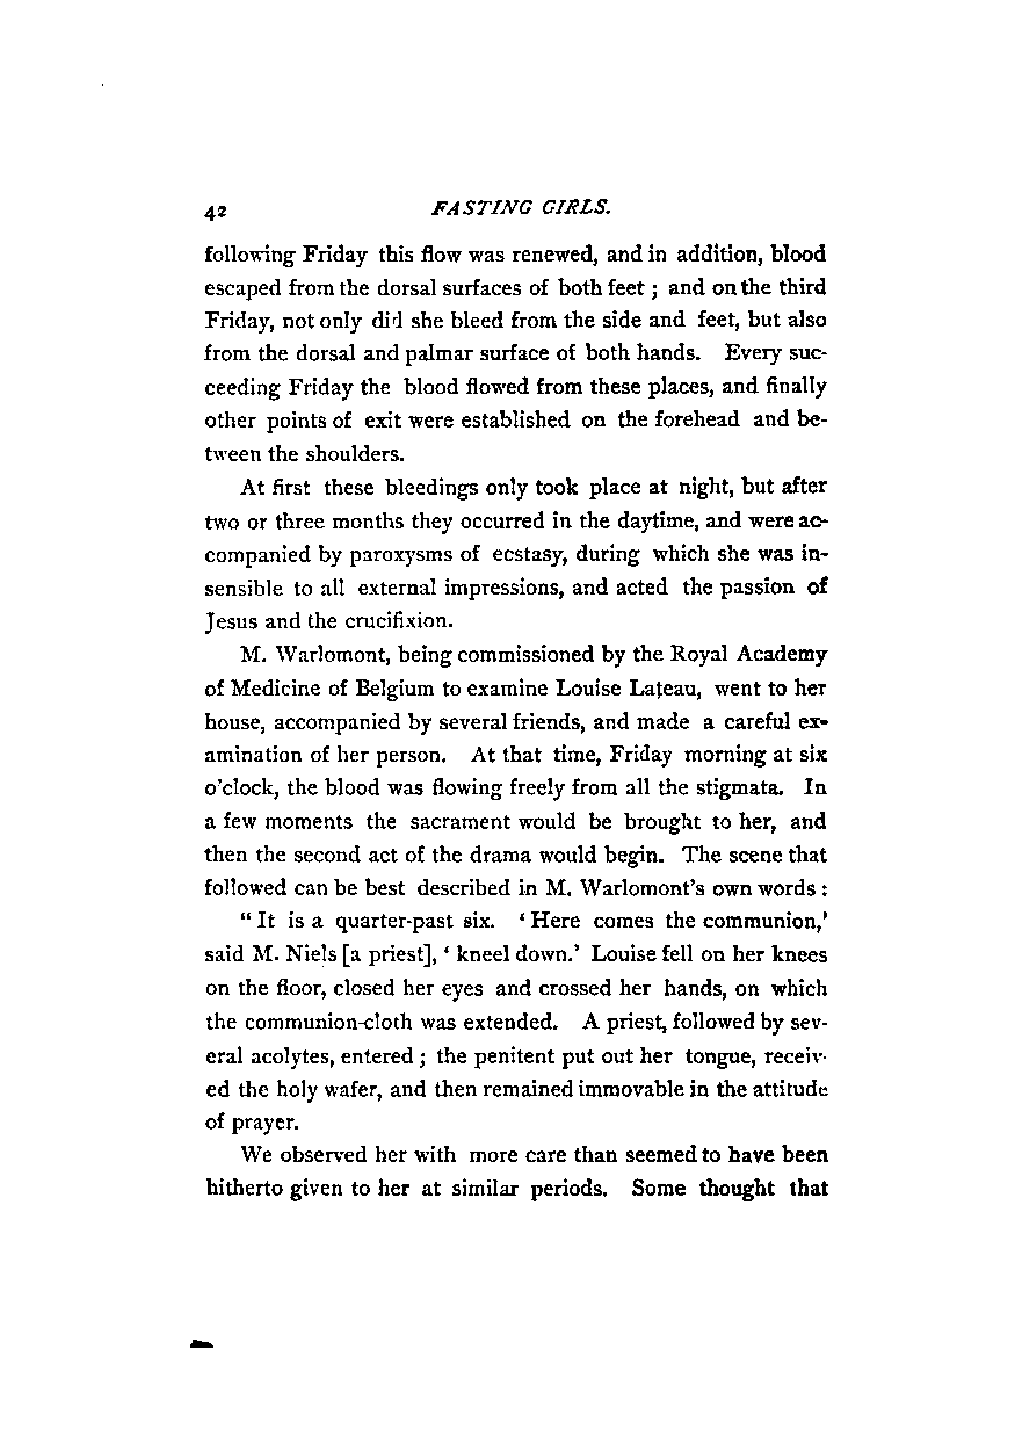 42 FASTING GIRLS.
following Friday this flow was renewed, and in addition, blood
escaped from the dorsal surfaces of both feet ; and on the third
Friday, not only did she bleed from the side and feet, but also
from the dorsal and palmar surface of both hands. Every suc-
ceeding Friday the blood flowed from these places, and finally
other points of exit were established on the forehead and be-
tween the shoulders.
At first these bleedings only took place at night, but after
two or three months they occurred in the daytime, and were ac-
companied by paroxysms of ecstasy, during which she was in-
sensible to all external impressions, and acted the passion of
Jesus and the crucifixion.
M. Warlomont, being commissioned by the Royal Academy
of Medicine of Belgium to examine Louise Lateau, went to her
house, accompanied by several friends, and made a careful ex-
amination of her person. At that time, Friday morning at six
o'clock, the blood was flowing freely from all the stigmata. In
a few moments the sacrament would be brought to her, and
then the second act of the drama would begin. The scene that
followed can be best described in M. Warlomont's own words :
" It is a quarter-past six. ' Here comes the communion,'
said M. Niels [a priest], ' kneel down.' Louise fell on her knees
on the floor, closed her eyes and crossed her hands, on which
the communion-cloth was extended. A priest, followed by sev-
eral acolytes, entered ; the penitent put out her tongue, receiv-
ed the holy wafer, and then remained immovable in the attitude
of prayer.
We observed her with more care than seemed to have been
hitherto given to her at similar periods. Some thought that